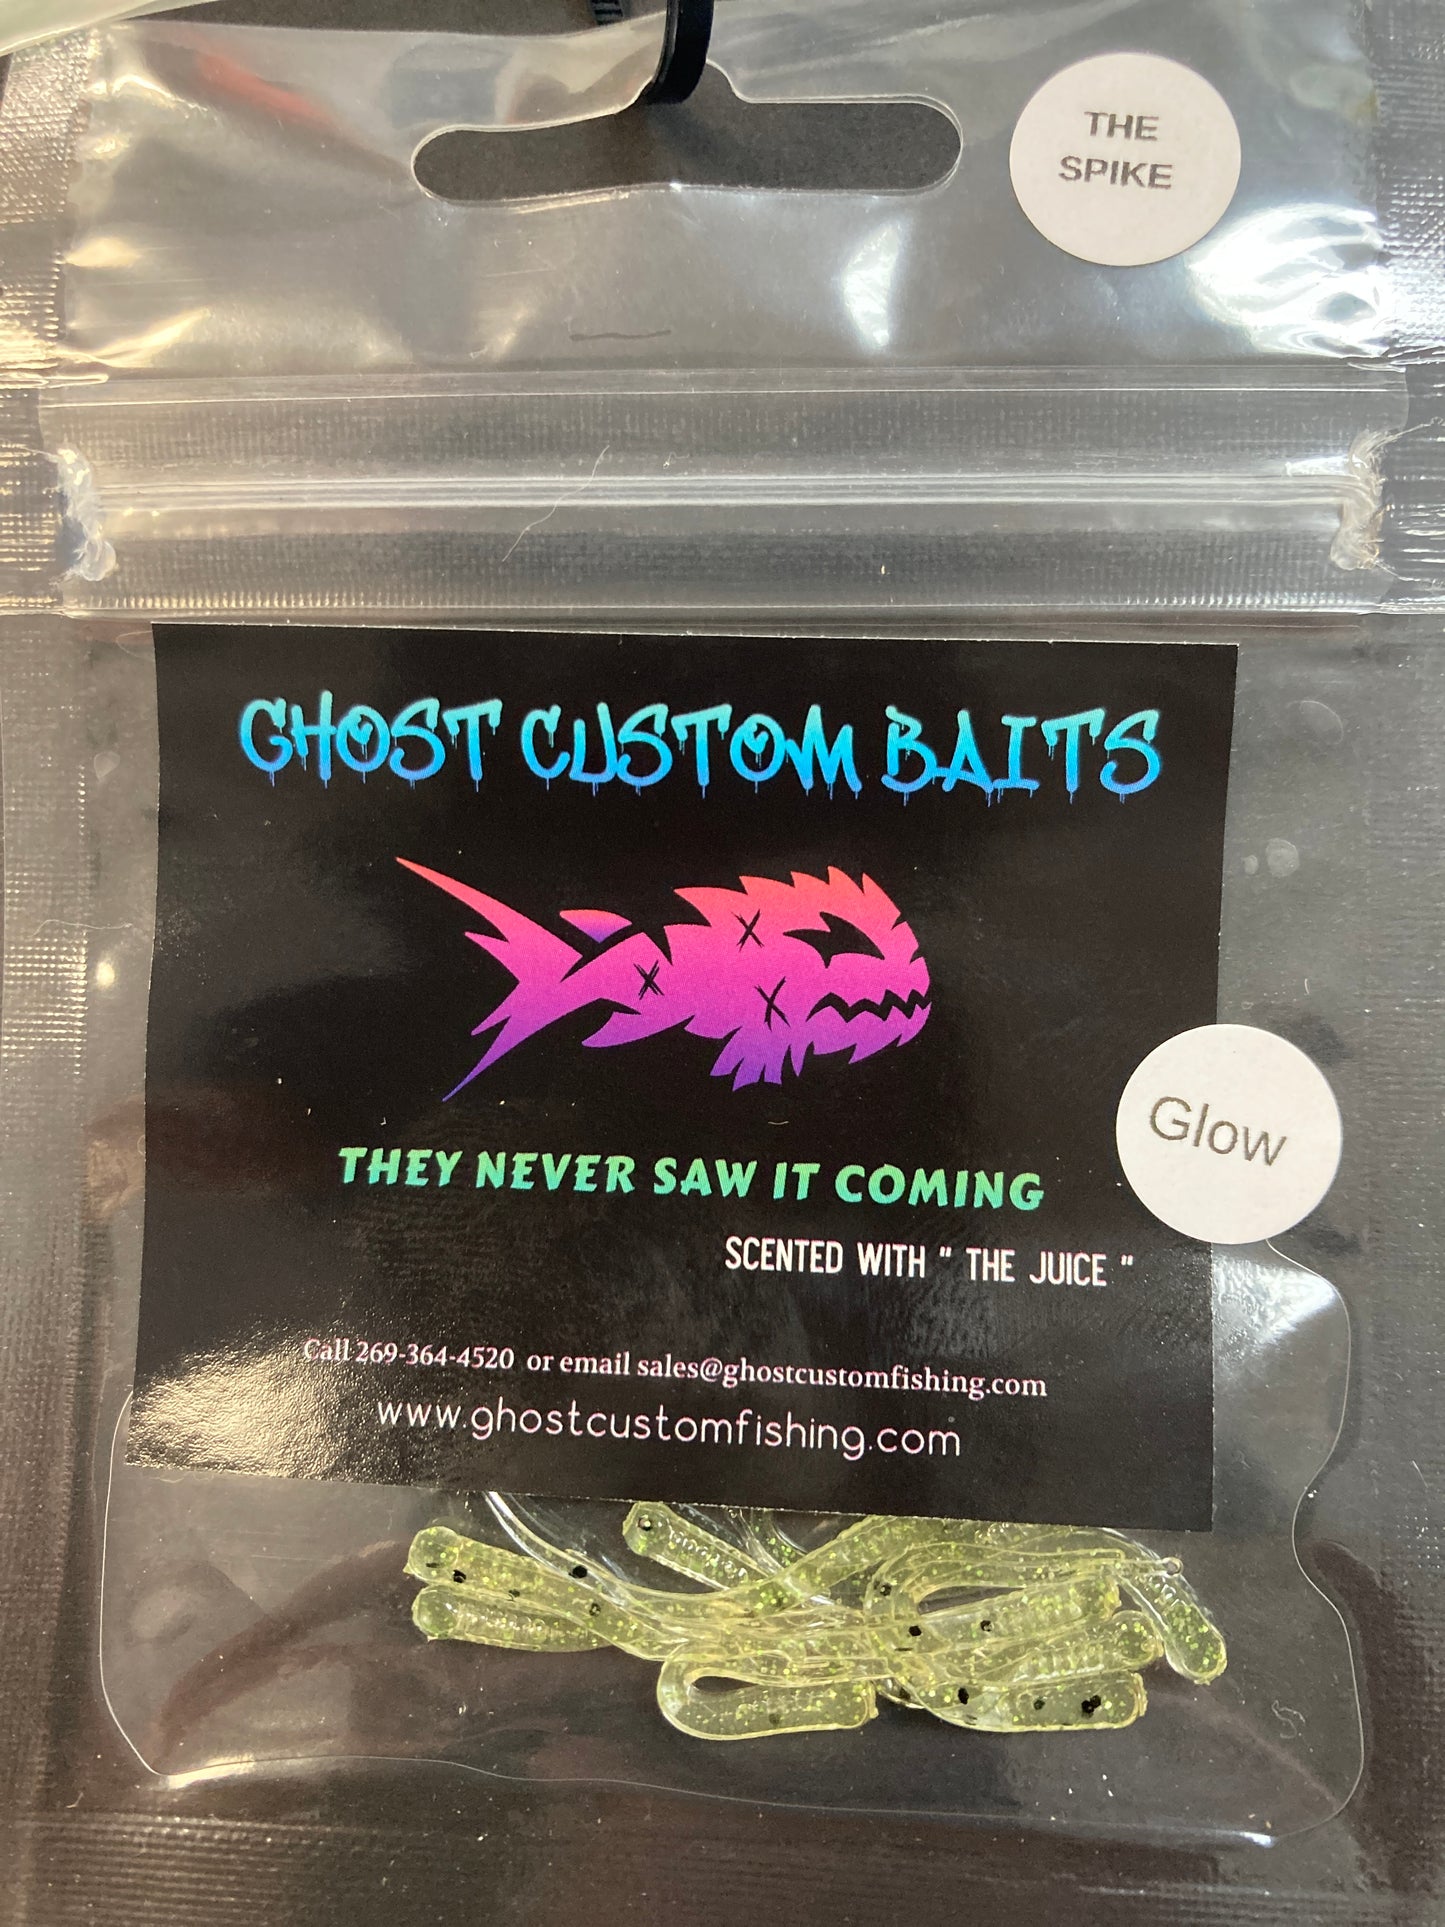 THE
SPIKE
GHOST CUSTOM BAITS
THEY NEVER SAW IT COMING
Glow
SCENTED WITH " THE JUICE "
Call 269-364-4520 or email sales@ghostcustomfishing.com
www.ghostcustomfishing.com